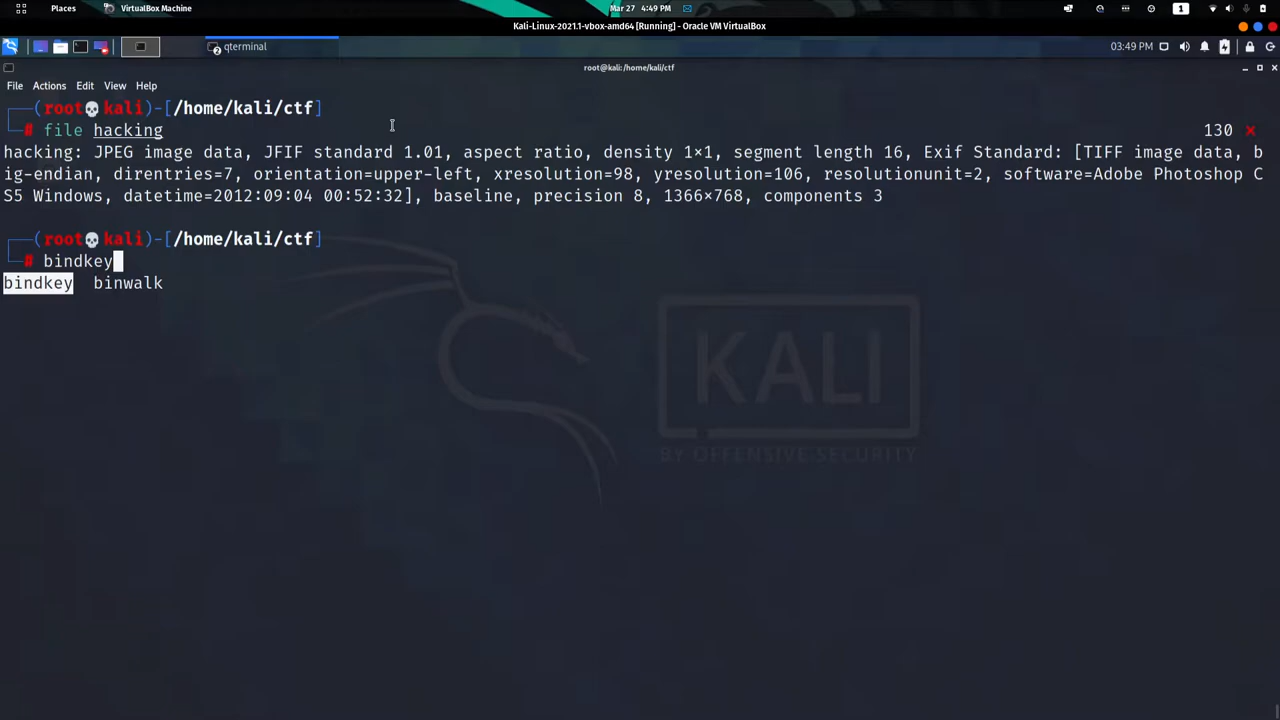 Places VirtualBox Machine Mar 27 4:49 PM 1
Kali-Linux-2021.1-vbox-amd64 [Running] - Oracle VM VirtualBox
2 qterminal 03:49 PM
root@kali: /home/kali/ctf
File Actions Edit View Help
┌──(root💀kali)-[/home/kali/ctf]
└─# file hacking 130 ⨯
hacking: JPEG image data, JFIF standard 1.01, aspect ratio, density 1×1, segment length 16, Exif Standard: [TIFF image data, b
ig-endian, direntries=7, orientation=upper-left, xresolution=98, yresolution=106, resolutionunit=2, software=Adobe Photoshop C
S5 Windows, datetime=2012:09:04 00:52:32], baseline, precision 8, 1366×768, components 3
┌──(root💀kali)-[/home/kali/ctf]
└─# bindkey
bindkey binwalk
KALI
BY OFFENSIVE SECURITY